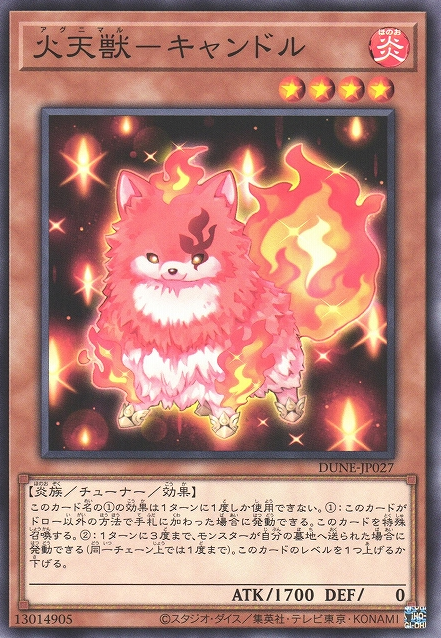 アグニマル
火天獣－キャンドル
ほのお
炎
DUNE-JP027
【炎族／チューナー／効果】
このカード名の①の効果は1ターンに1度しか使用できない。①：このカードが
ドロー以外の方法で手札に加わった場合に発動できる。このカードを特殊
召喚する。②：1ターンに3度まで、モンスターが自分の墓地へ送られた場合に
発動できる(同一チェーン上では1度まで)。このカードのレベルを1つ上げるか
下げる。
ATK/1700 DEF/ 0
13014905 ©スタジオ・ダイス／集英社・テレビ東京・KONAMI